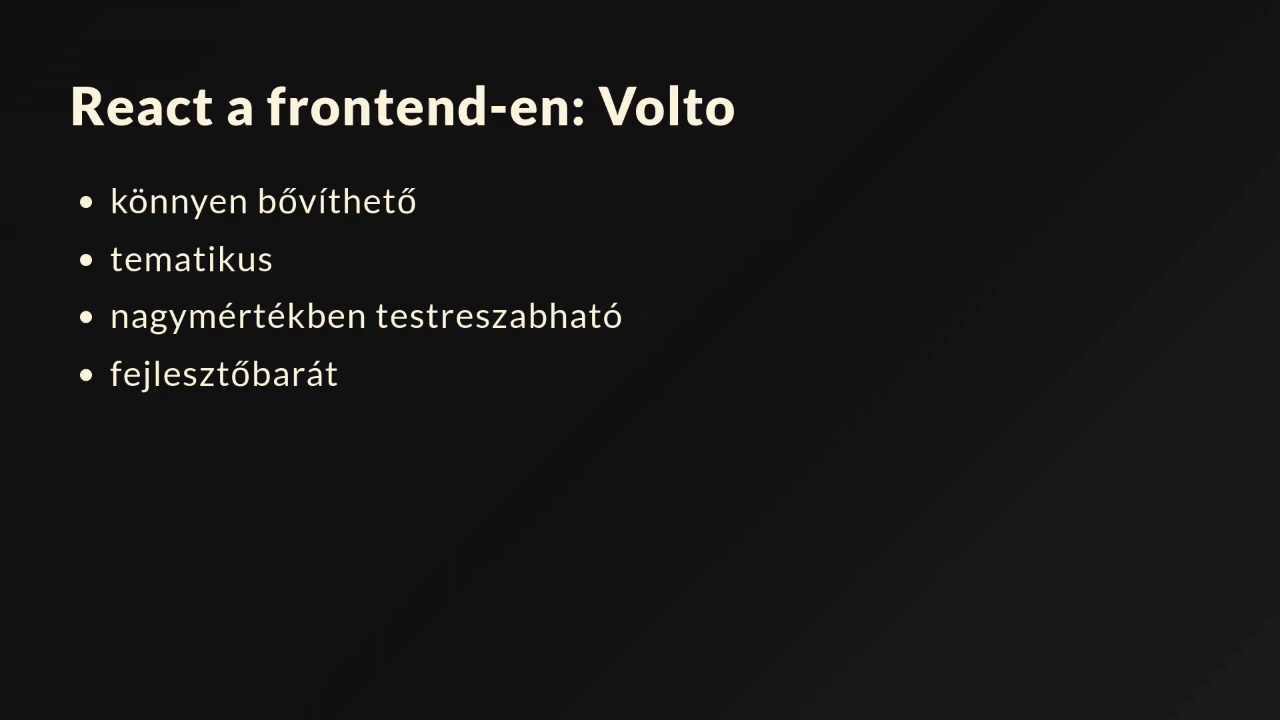 React a frontend-en: Volto
könnyen bővíthető
tematikus
nagymértékben testreszabható
fejlesztőbarát